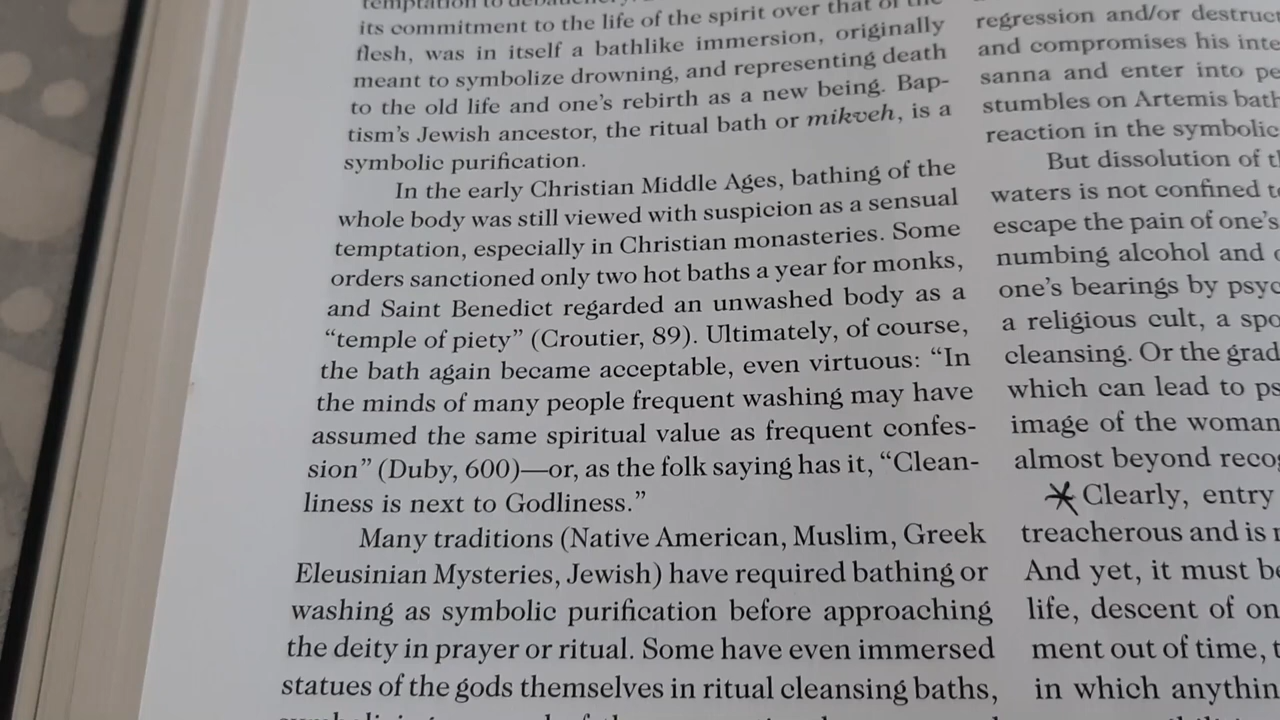 its commitment to the life of the spirit over that of the
flesh, was in itself a bathlike immersion, originally
meant to symbolize drowning, and representing death
to the old life and one's rebirth as a new being. Bap-
tism's Jewish ancestor, the ritual bath or mikveh, is a
symbolic purification.
In the early Christian Middle Ages, bathing of the
whole body was still viewed with suspicion as a sensual
temptation, especially in Christian monasteries. Some
orders sanctioned only two hot baths a year for monks,
and Saint Benedict regarded an unwashed body as a
“temple of piety” (Croutier, 89). Ultimately, of course,
the bath again became acceptable, even virtuous: “In
the minds of many people frequent washing may have
assumed the same spiritual value as frequent confes-
sion” (Duby, 600)—or, as the folk saying has it, “Clean-
liness is next to Godliness.”
Many traditions (Native American, Muslim, Greek
Eleusinian Mysteries, Jewish) have required bathing or
washing as symbolic purification before approaching
the deity in prayer or ritual. Some have even immersed
statues of the gods themselves in ritual cleansing baths,
regression and/or
and compromises his
sanna and enter into
stumbles on Artemis
reaction in the symbolic
But dissolution of
waters is not confined
escape the pain of one's
numbing alcohol and
one's bearings by
a religious cult, a
cleansing. Or the
which can lead to
image of the woman
almost beyond
Clearly, entry
treacherous and is
And yet, it must
life, descent of
ment out of time,
in which